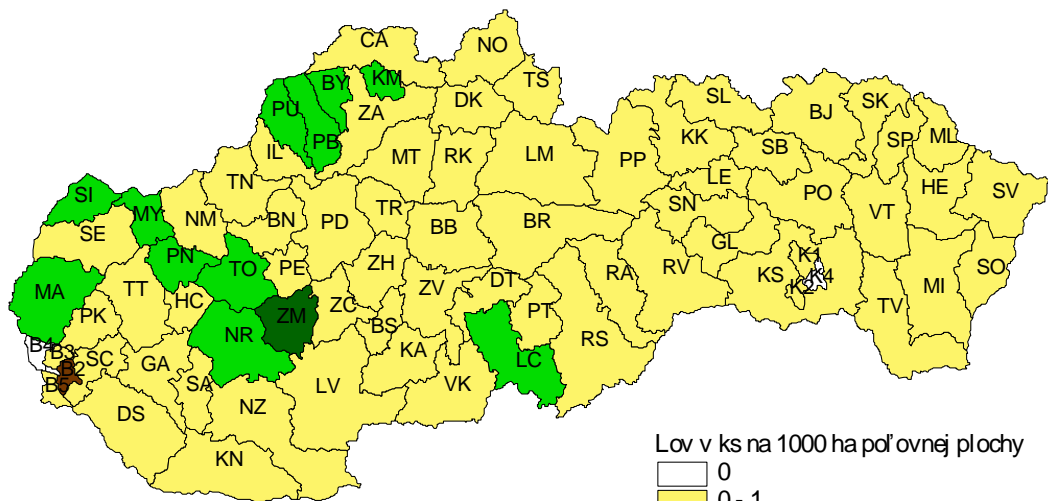 CA NO
BY KM TS
PU ZA DK SL
PB BJ SK
IL MT RK LM PP KK SB SP ML
TN LE HE SV
SI MY NM BN PD TR BB BR SN PO VT
SE GL
PN TO PE ZH RA RV KS K1 SO
MA TT HC ZC ZV DT K2 K4 MI
PK NR ZM BS PT RS TV
B4 B3 SC GA KA LC
B2 SA LV VK
B5 DS NZ
KN
Lov v ks na 1000 ha poľovnej plochy
0
0 - 1